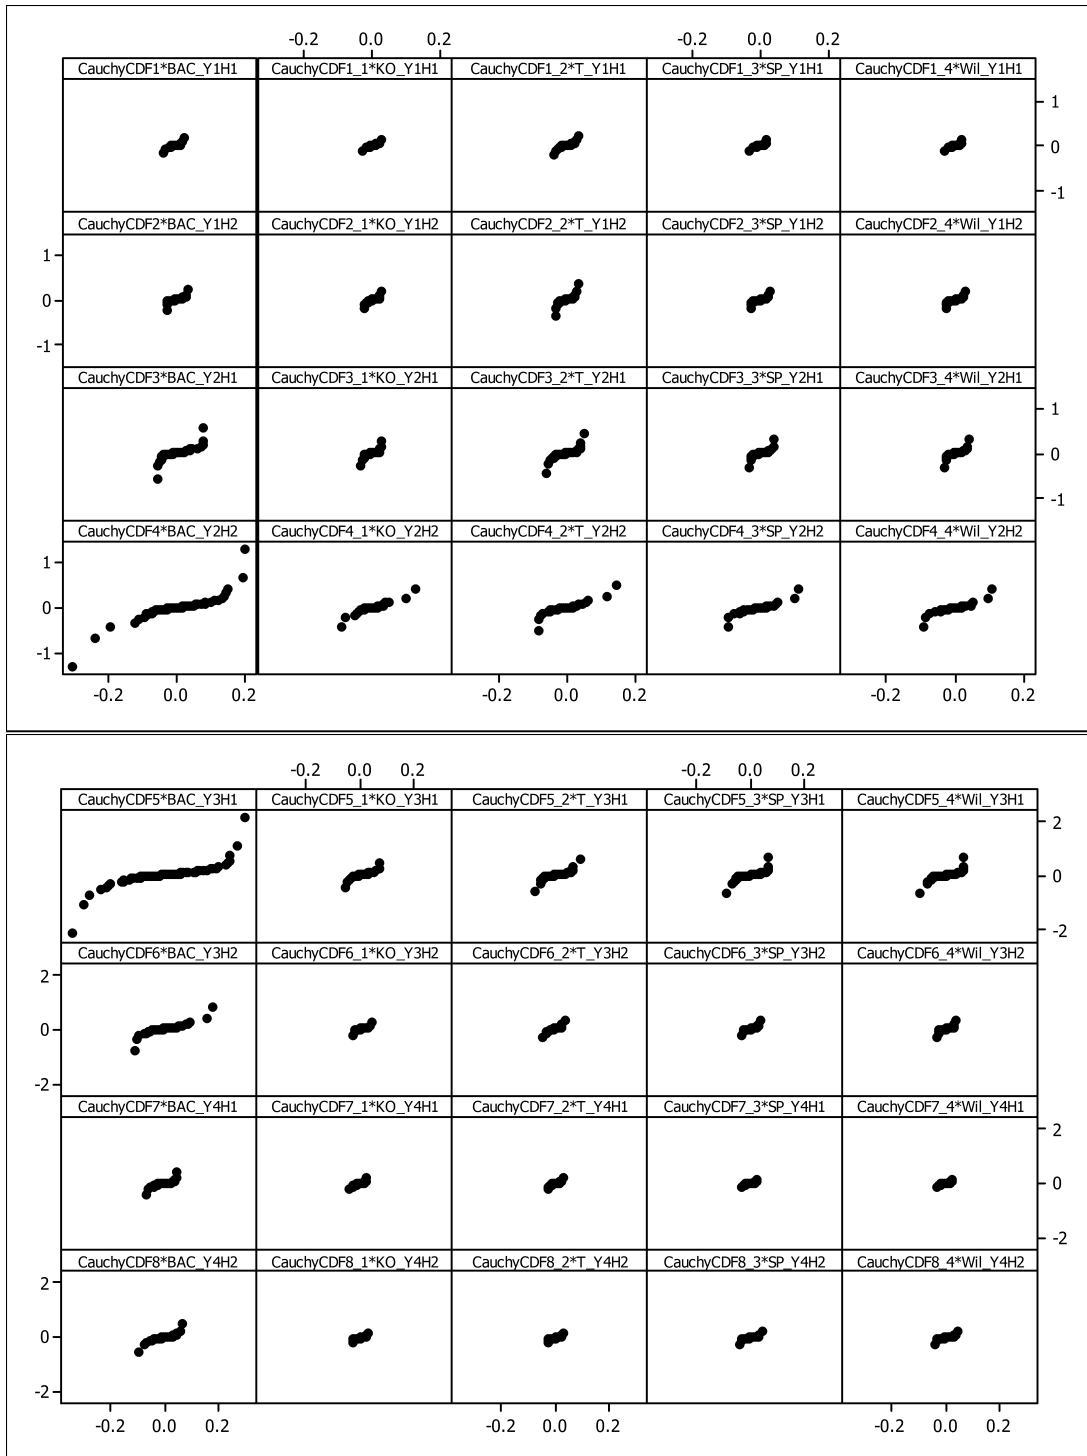 -0.2 0.0 0.2 -0.2 0.0 0.2
CauchyCDF1*BAC_Y1H1 CauchyCDF1_1*KO_Y1H1 CauchyCDF1_2*T_Y1H1 CauchyCDF1_3*SP_Y1H1 CauchyCDF1_4*Wil_Y1H1
1
0
-1
CauchyCDF2*BAC_Y1H2 CauchyCDF2_1*KO_Y1H2 CauchyCDF2_2*T_Y1H2 CauchyCDF2_3*SP_Y1H2 CauchyCDF2_4*Wil_Y1H2
1
0
-1
CauchyCDF3*BAC_Y2H1 CauchyCDF3_1*KO_Y2H1 CauchyCDF3_2*T_Y2H1 CauchyCDF3_3*SP_Y2H1 CauchyCDF3_4*Wil_Y2H1
1
0
-1
CauchyCDF4*BAC_Y2H2 CauchyCDF4_1*KO_Y2H2 CauchyCDF4_2*T_Y2H2 CauchyCDF4_3*SP_Y2H2 CauchyCDF4_4*Wil_Y2H2
1
0
-1
-0.2 0.0 0.2 -0.2 0.0 0.2 -0.2 0.0 0.2
-0.2 0.0 0.2 -0.2 0.0 0.2
CauchyCDF5*BAC_Y3H1 CauchyCDF5_1*KO_Y3H1 CauchyCDF5_2*T_Y3H1 CauchyCDF5_3*SP_Y3H1 CauchyCDF5_4*Wil_Y3H1
2
0
-2
CauchyCDF6*BAC_Y3H2 CauchyCDF6_1*KO_Y3H2 CauchyCDF6_2*T_Y3H2 CauchyCDF6_3*SP_Y3H2 CauchyCDF6_4*Wil_Y3H2
2
0
-2
CauchyCDF7*BAC_Y4H1 CauchyCDF7_1*KO_Y4H1 CauchyCDF7_2*T_Y4H1 CauchyCDF7_3*SP_Y4H1 CauchyCDF7_4*Wil_Y4H1
2
0
-2
CauchyCDF8*BAC_Y4H2 CauchyCDF8_1*KO_Y4H2 CauchyCDF8_2*T_Y4H2 CauchyCDF8_3*SP_Y4H2 CauchyCDF8_4*Wil_Y4H2
2
0
-2
-0.2 0.0 0.2 -0.2 0.0 0.2 -0.2 0.0 0.2